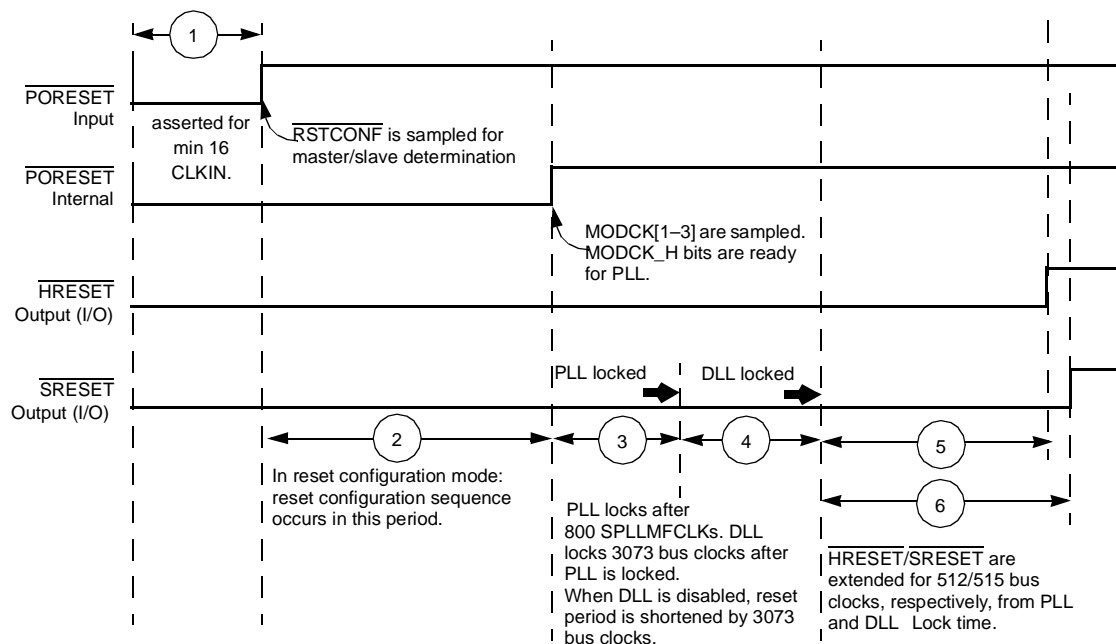 1
PORESET
Input
asserted for
min 16
CLKIN.
RSTCONF is sampled for
master/slave determination
PORESET
Internal
MODCK[1–3] are sampled.
MODCK_H bits are ready
for PLL.
HRESET
Output (I/O)
SRESET
Output (I/O)
PLL locked
DLL locked
2
3
4
5
6
In reset configuration mode:
reset configuration sequence
occurs in this period.
PLL locks after
800 SPLLMFCLKs. DLL
locks 3073 bus clocks after
PLL is locked.
When DLL is disabled, reset
period is shortened by 3073
bus clocks.
HRESET/SRESET are
extended for 512/515 bus
clocks, respectively, from PLL
and DLL Lock time.